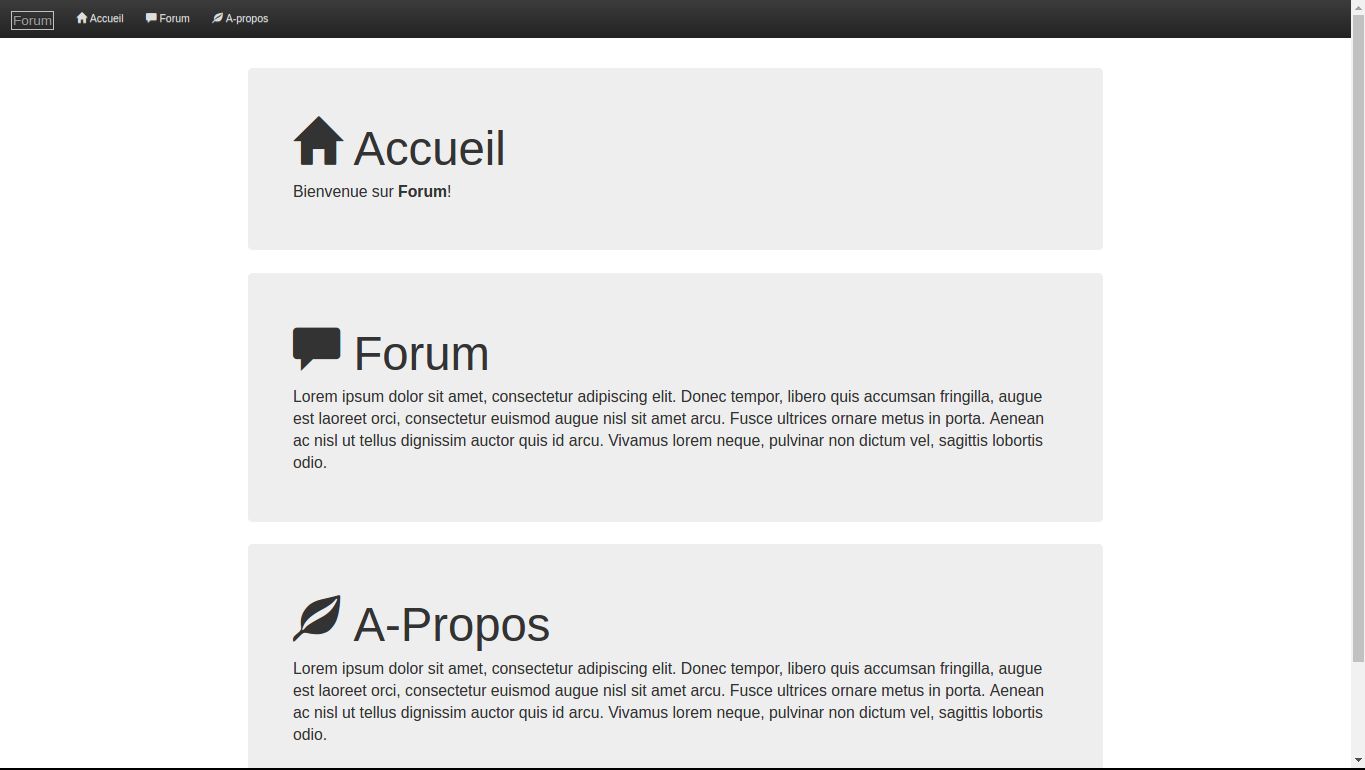 Forum Accueil Forum A-propos
Accueil
Bienvenue sur Forum!
Forum
Lorem ipsum dolor sit amet, consectetur adipiscing elit. Donec tempor, libero quis accumsan fringilla, augue
est laoreet orci, consectetur euismod augue nisl sit amet arcu. Fusce ultrices ornare metus in porta. Aenean
ac nisl ut tellus dignissim auctor quis id arcu. Vivamus lorem neque, pulvinar non dictum vel, sagittis lobortis
odio.
A-Propos
Lorem ipsum dolor sit amet, consectetur adipiscing elit. Donec tempor, libero quis accumsan fringilla, augue
est laoreet orci, consectetur euismod augue nisl sit amet arcu. Fusce ultrices ornare metus in porta. Aenean
ac nisl ut tellus dignissim auctor quis id arcu. Vivamus lorem neque, pulvinar non dictum vel, sagittis lobortis
odio.